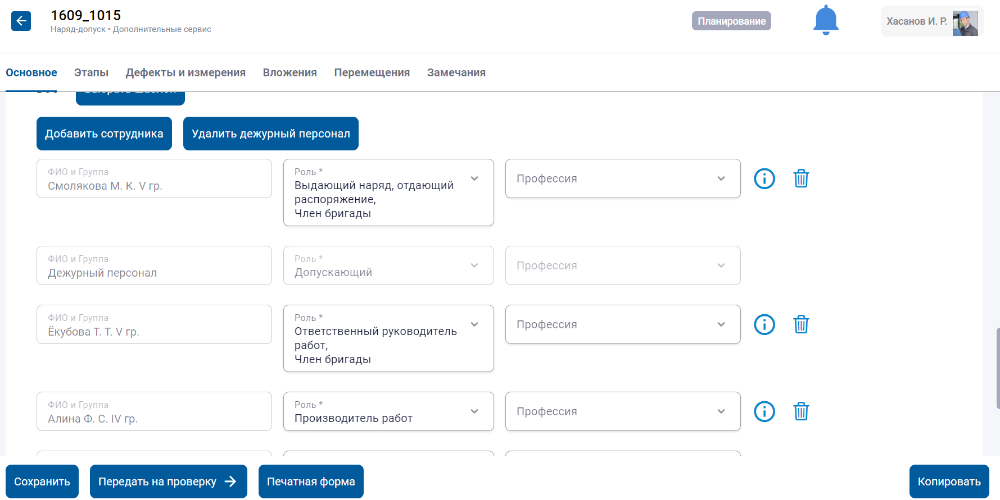 1609_1015
Наряд-допуск • Дополнительные сервис
Планирование
Хасанов И. Р.
Основное
Этапы
Дефекты и измерения
Вложения
Перемещения
Замечания
Добавить сотрудника
Удалить дежурный персонал
ФИО и Группа
Смолякова М. К. V гр.
Роль *
Выдающий наряд, отдающий
распоряжение,
Член бригады
Профессия
ФИО и Группа
Дежурный персонал
Роль *
Допускающий
Профессия
ФИО и Группа
Ёкубова Т. Т. V гр.
Роль *
Ответственный руководитель
работ,
Член бригады
Профессия
ФИО и Группа
Алина Ф. С. IV гр.
Роль *
Производитель работ
Профессия
Сохранить
Передать на проверку
Печатная форма
Копировать